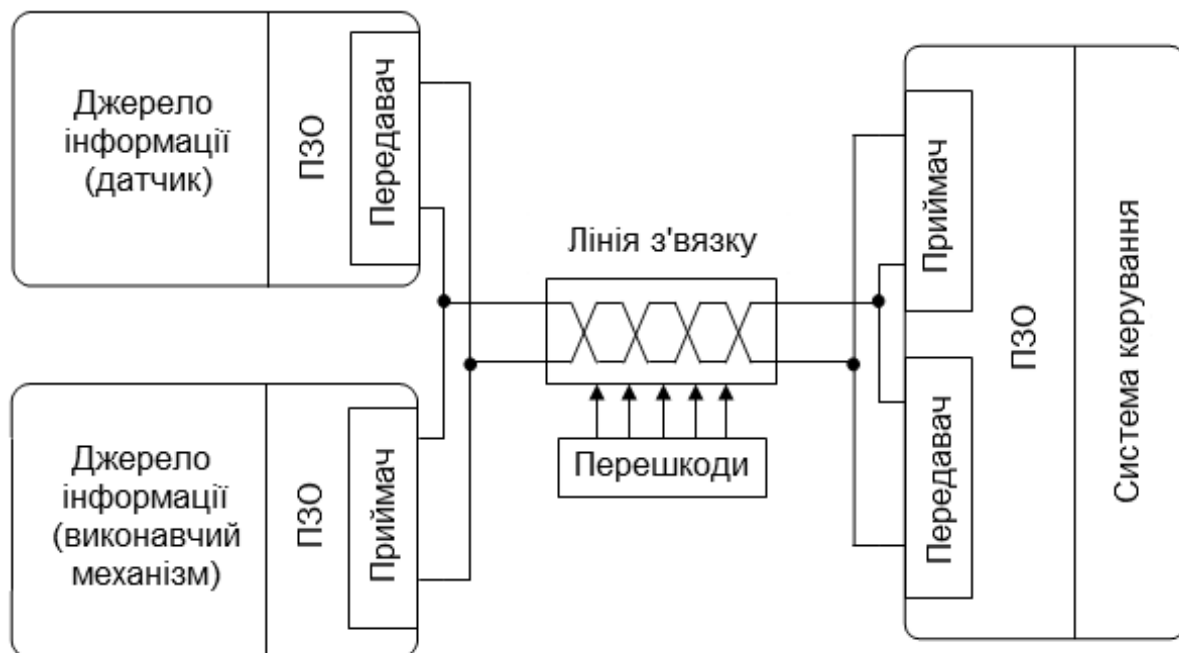 Джерело
інформації
(датчик)
ПЗО
Передавач
Джерело
інформації
(виконавчий
механізм)
ПЗО
Приймач
Лінія з'вязку
Перешкоди
Приймач
Передавач
ПЗО
Система керування